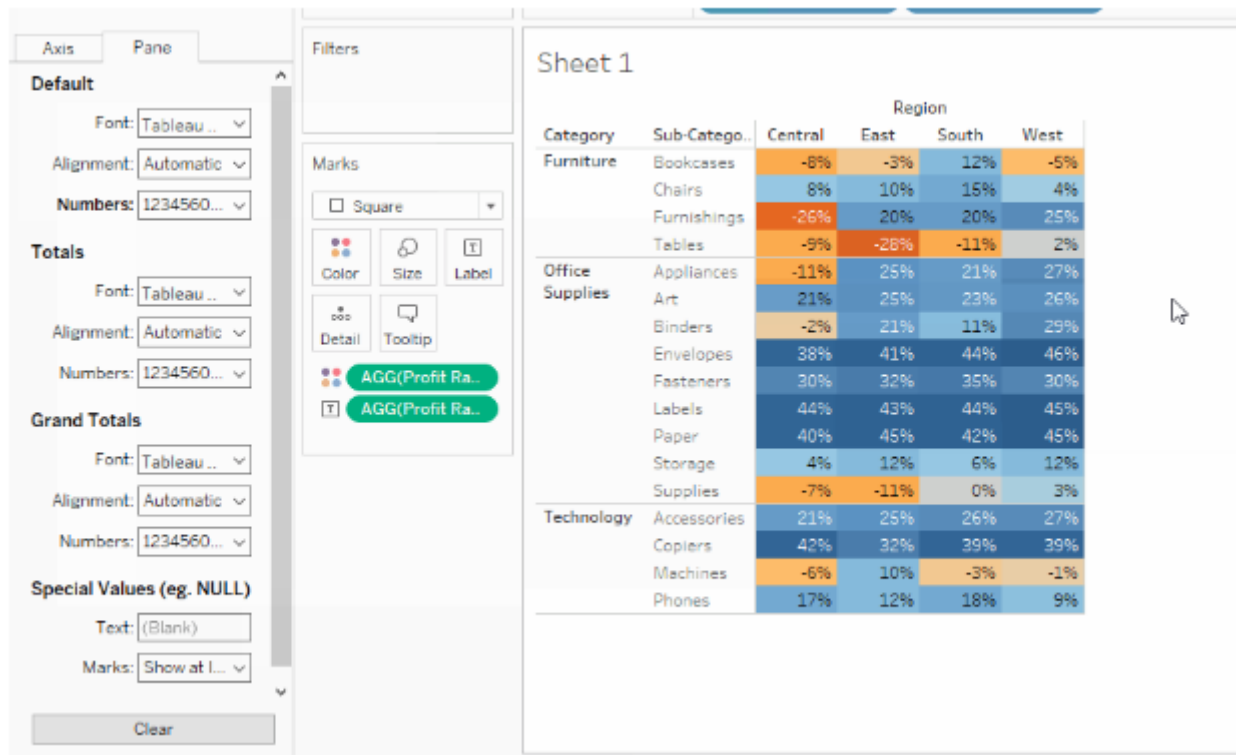 Axis Pane
Default
Font: Tableau ..
Alignment: Automatic
Numbers: 1234560...
Totals
Font: Tableau ..
Alignment: Automatic
Numbers: 1234560...
Grand Totals
Font: Tableau ..
Alignment: Automatic
Numbers: 1234560...
Special Values (eg. NULL)
Text: (Blank)
Marks: Show at I...
Clear
Filters
Marks
Square
Color Size Label
Detail Tooltip
AGG(Profit Ra..
AGG(Profit Ra..
Sheet 1
Region
Category Sub-Catego.. Central East South West
Furniture Bookcases -8% -3% 12% -5%
Chairs 8% 10% 15% 4%
Furnishings -26% 20% 20% 25%
Tables -9% -28% -11% 2%
Office Supplies Appliances -11% 25% 21% 27%
Art 21% 25% 23% 26%
Binders -2% 21% 11% 29%
Envelopes 38% 41% 44% 46%
Fasteners 30% 32% 35% 30%
Labels 44% 43% 44% 45%
Paper 40% 45% 42% 45%
Storage 4% 12% 6% 12%
Supplies -7% -11% 0% 3%
Technology Accessories 21% 25% 26% 27%
Copiers 42% 32% 39% 39%
Machines -6% 10% -3% -1%
Phones 17% 12% 18% 9%